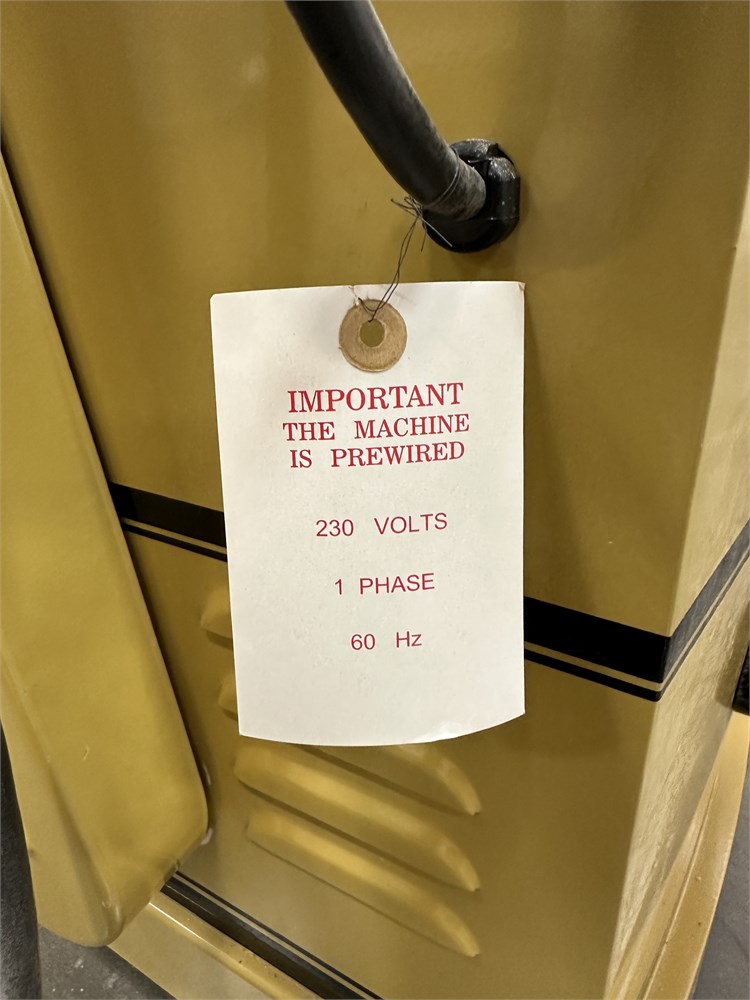 IMPORTANT
THE MACHINE
IS PREWIRED
230 VOLTS
1 PHASE
60 Hz